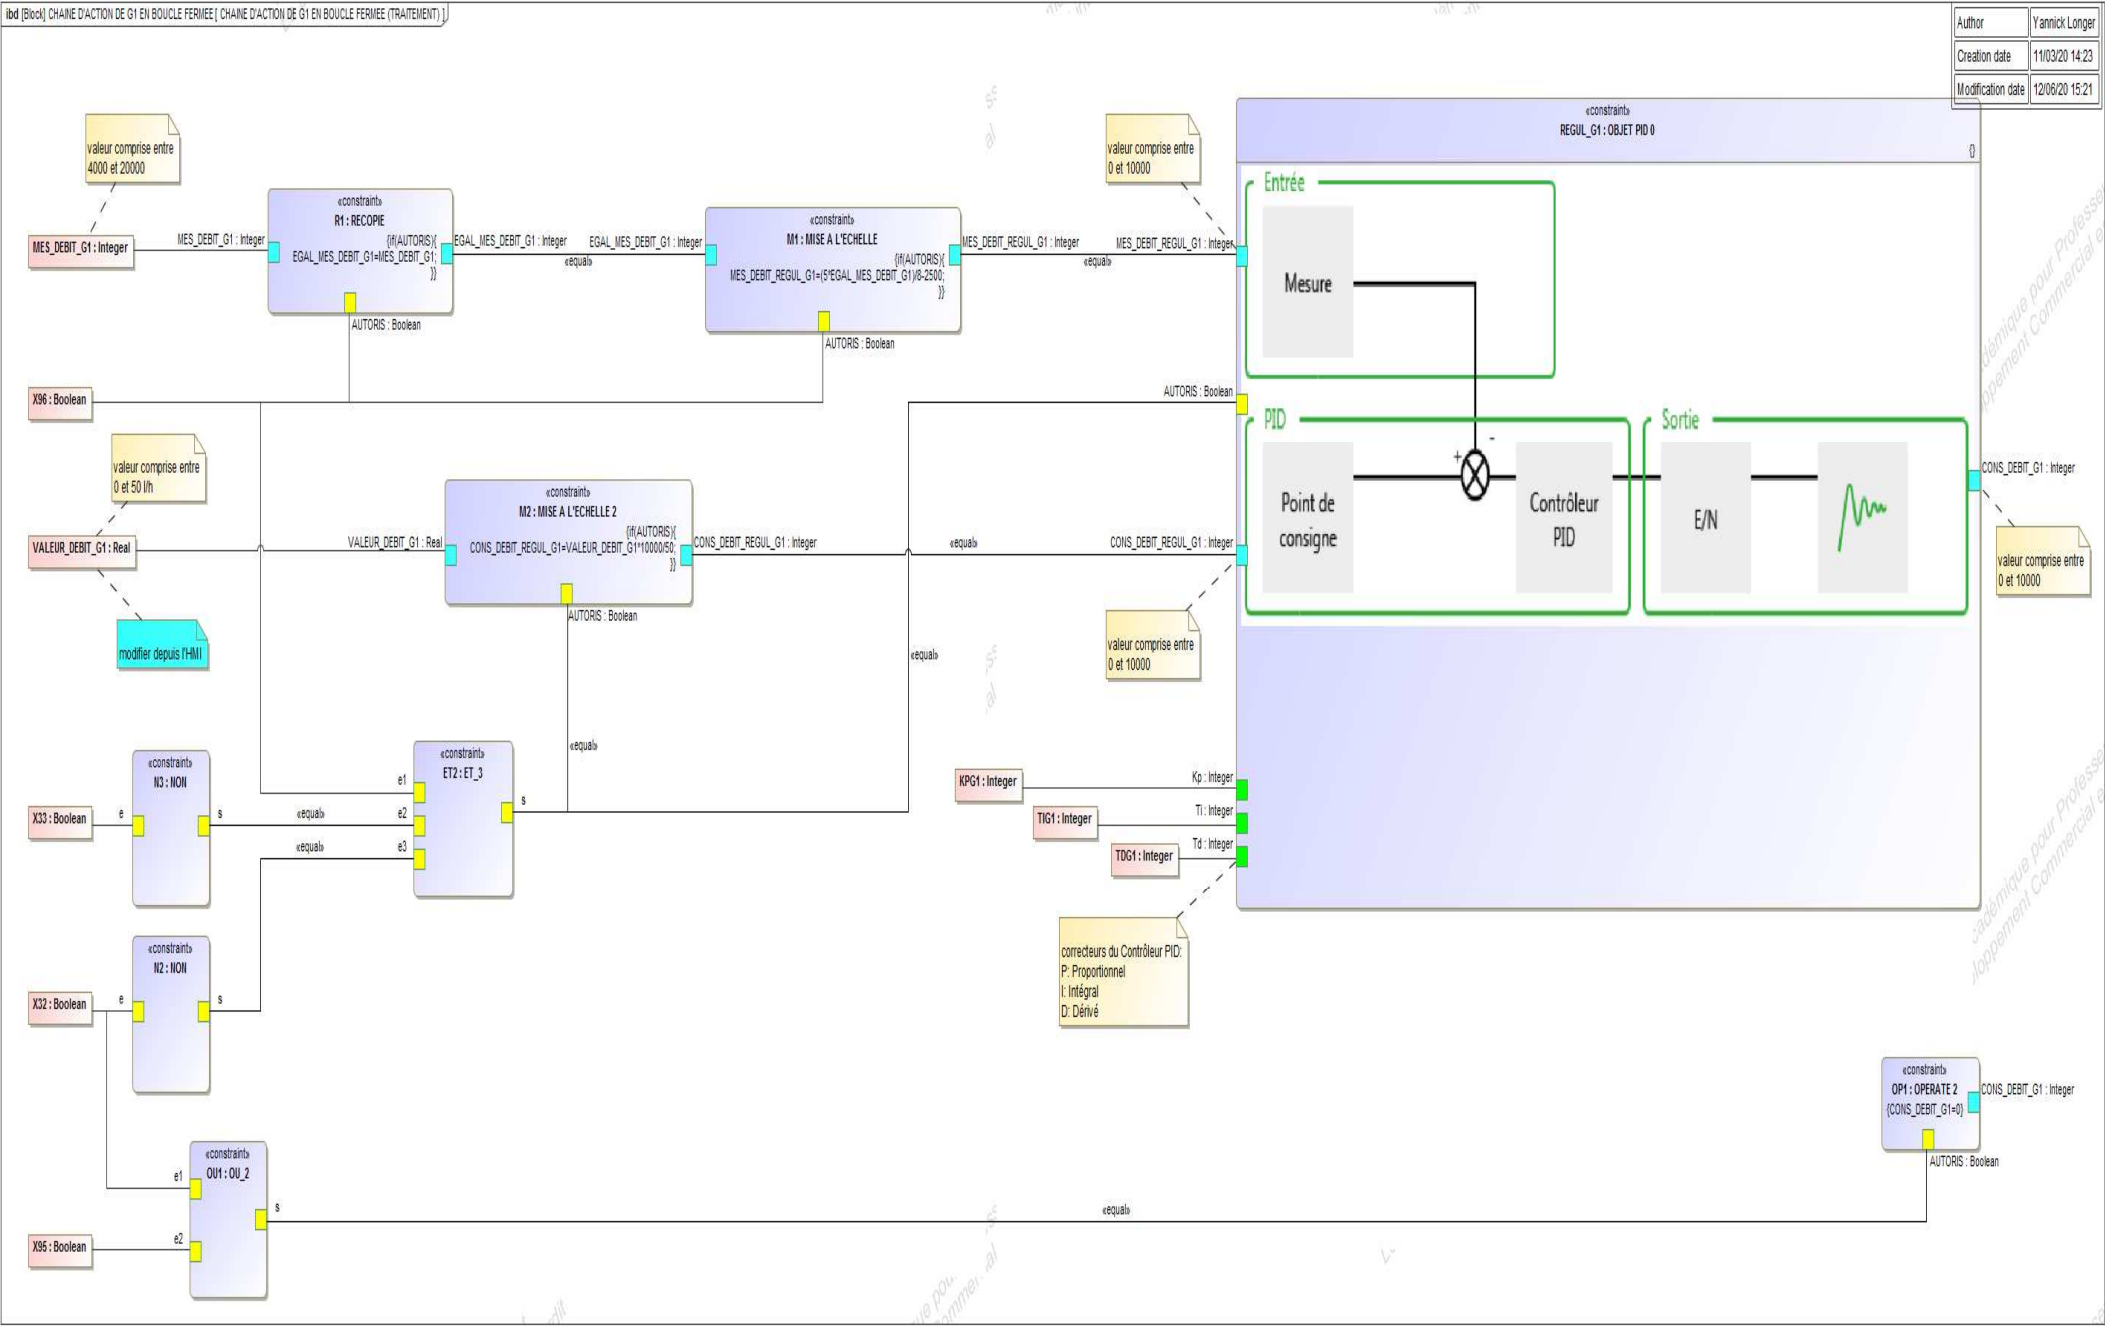 ibd [Block] CHAINE D'ACTION DE G1 EN BOUCLE FERMEE [ CHAINE D'ACTION DE G1 EN BOUCLE FERMEE (TRAITEMENT) ]
Author Yannick Longer
Creation date 11/03/20 14:23
Modification date 12/06/20 15:21
valeur comprise entre
4000 et 20000
MES_DEBIT_G1 : Integer
MES_DEBIT_G1 : Integer
«constraint»
R1 : RECOPIE
{if(AUTORIS){
EGAL_MES_DEBIT_G1=MES_DEBIT_G1;
}}
AUTORIS : Boolean
EGAL_MES_DEBIT_G1 : Integer
«equal»
EGAL_MES_DEBIT_G1 : Integer
«constraint»
M1 : MISE A L'ECHELLE
{if(AUTORIS){
MES_DEBIT_REGUL_G1=(5*EGAL_MES_DEBIT_G1)/8-2500;
}}
AUTORIS : Boolean
MES_DEBIT_REGUL_G1 : Integer
«equal»
MES_DEBIT_REGUL_G1 : Integer
valeur comprise entre
0 et 10000
«constraint»
REGUL_G1 : OBJET PID 0
{}
Entrée
Mesure
X96 : Boolean
AUTORIS : Boolean
PID
Point de
consigne
+
-
Contrôleur
PID
Sortie
E/N
CONS_DEBIT_G1 : Integer
valeur comprise entre
0 et 10000
valeur comprise entre
0 et 50 l/h
VALEUR_DEBIT_G1 : Real
modifier depuis l'HMI
VALEUR_DEBIT_G1 : Real
«constraint»
M2 : MISE A L'ECHELLE 2
{if(AUTORIS){
CONS_DEBIT_REGUL_G1=VALEUR_DEBIT_G1*10000/50;
}}
AUTORIS : Boolean
CONS_DEBIT_REGUL_G1 : Integer
«equal»
CONS_DEBIT_REGUL_G1 : Integer
valeur comprise entre
0 et 10000
«equal»
«equal»
X33 : Boolean
e
«constraint»
N3 : NON
s
«equal»
«equal»
e1
e2
e3
«constraint»
ET2 : ET_3
s
KPG1 : Integer
Kp : Integer
TIG1 : Integer
Ti : Integer
TDG1 : Integer
Td : Integer
correcteurs du Contrôleur PID:
P: Proportionnel
I: Intégral
D: Dérivé
X32 : Boolean
e
«constraint»
N2 : NON
s
«constraint»
OU1 : OU_2
e1
e2
s
X95 : Boolean
«equal»
«constraint»
OP1 : OPERATE 2
{CONS_DEBIT_G1=0}
CONS_DEBIT_G1 : Integer
AUTORIS : Boolean